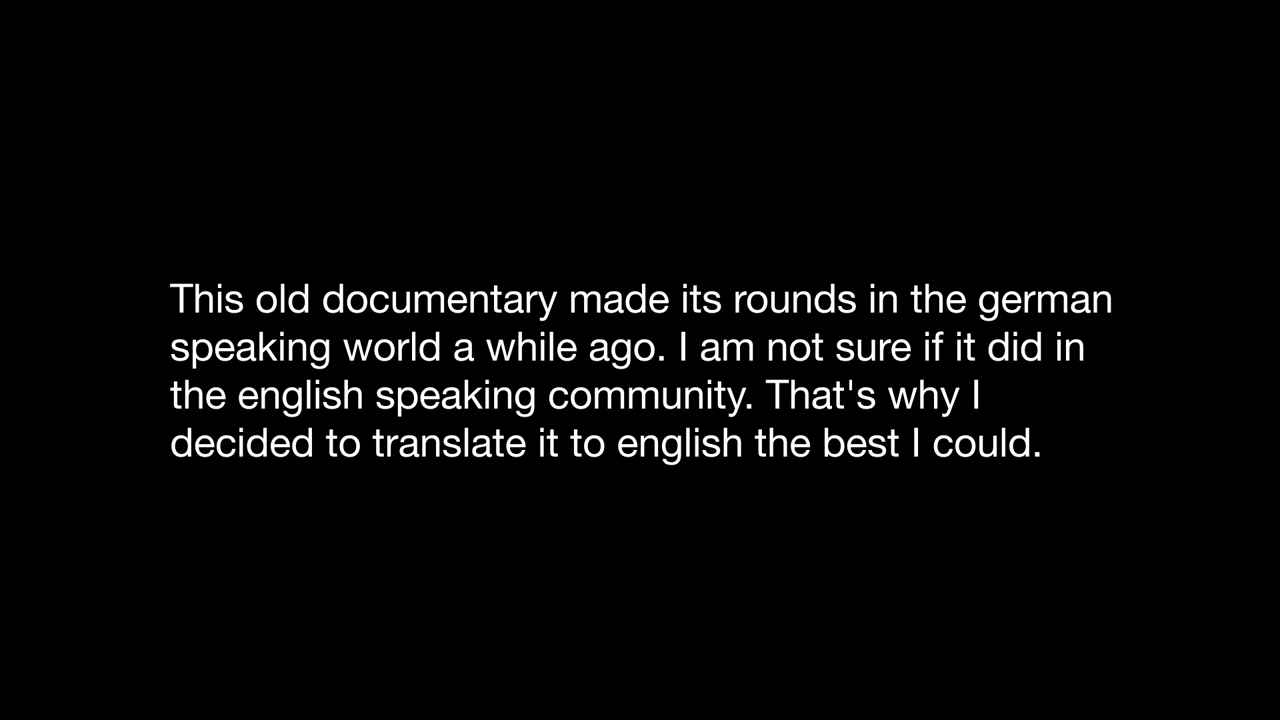 This old documentary made its rounds in the german
speaking world a while ago. I am not sure if it did in
the english speaking community. That's why I
decided to translate it to english the best I could.